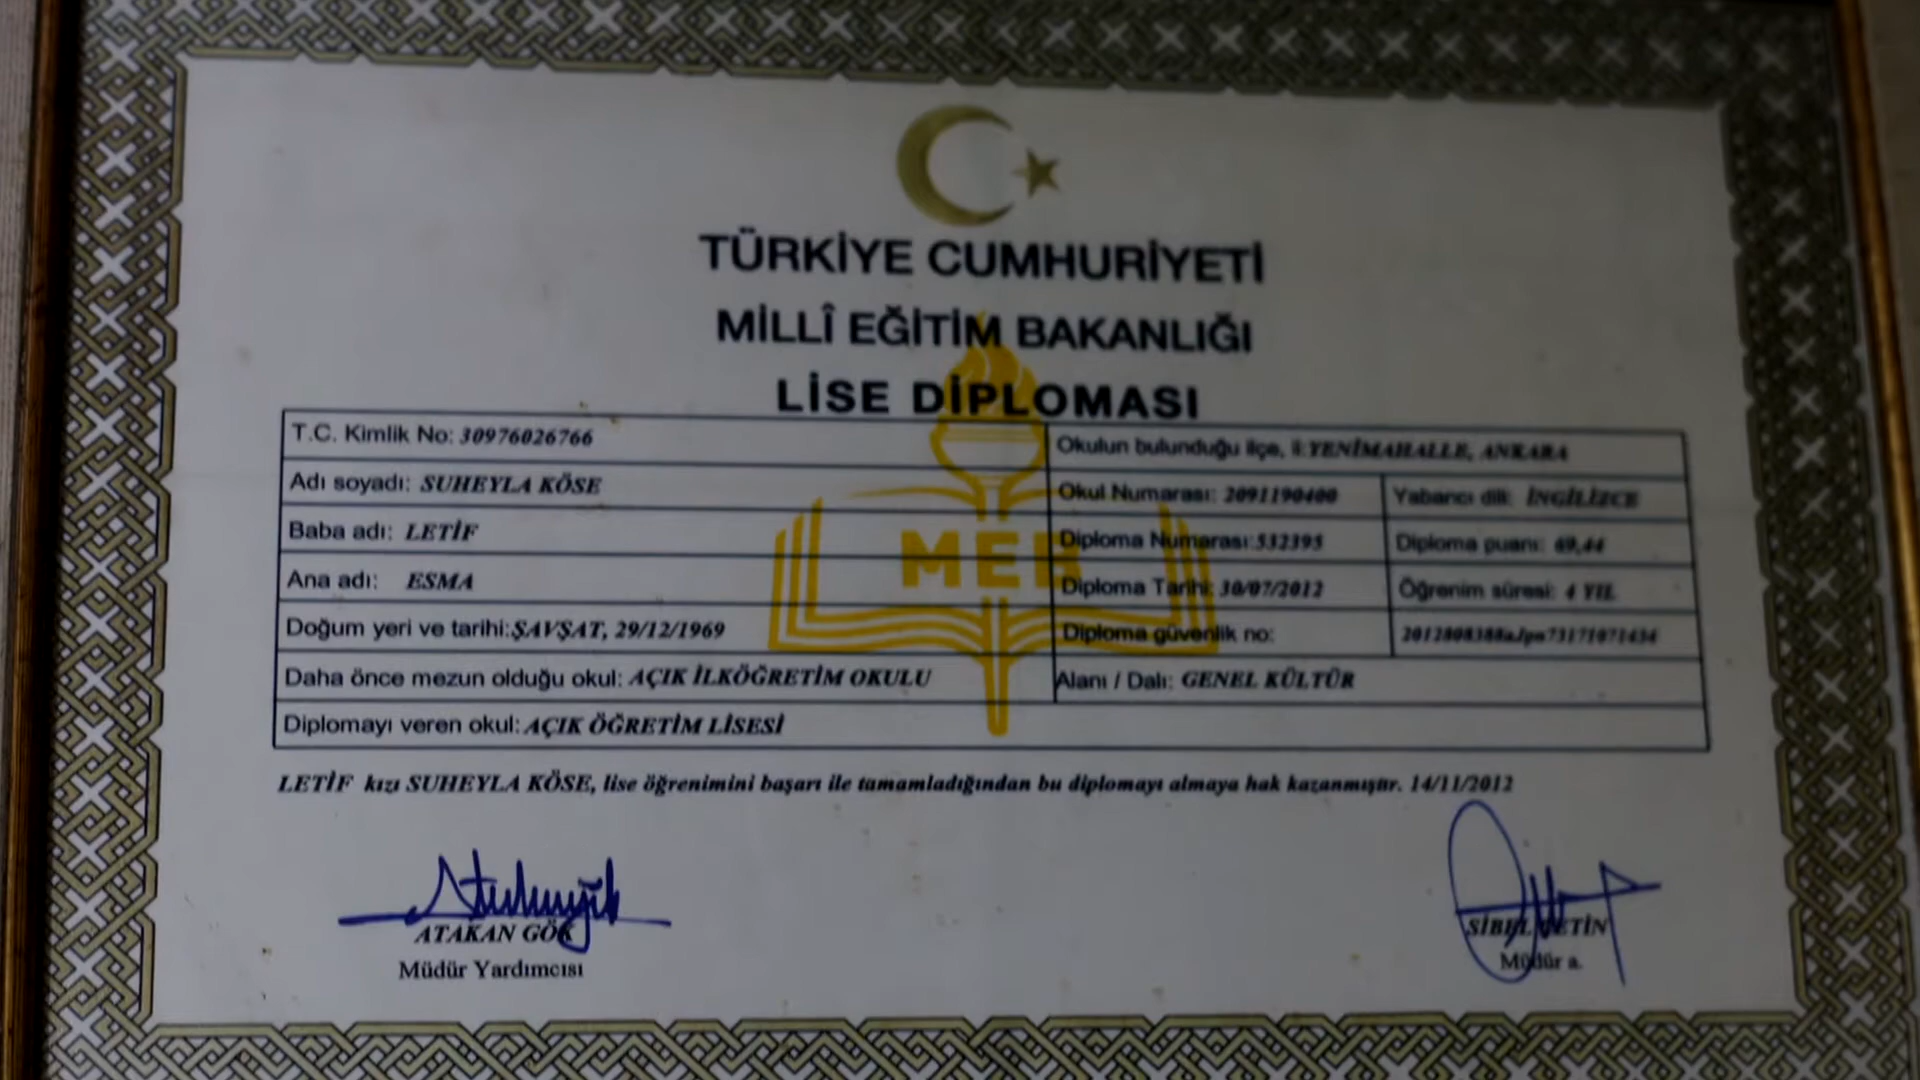 TÜRKİYE CUMHURİYETİ
MİLLÎ EĞİTİM BAKANLIĞI
LİSE DİPLOMASI
MEB
T.C. Kimlik No: 30976026766
Adı soyadı: SUHEYLA KÖSE
Baba adı: LETİF
Ana adı: ESMA
Doğum yeri ve tarihi: ŞAVŞAT, 29/12/1969
Daha önce mezun olduğu okul: AÇIK İLKÖĞRETİM OKULU
Diplomayı veren okul: AÇIK ÖĞRETİM LİSESİ
Okulun bulunduğu ilçe, il: YENİMAHALLE, ANKARA
Okul Numarası: 2091190400 Yabancı dil: İNGİLİZCE
Diploma Numarası: 532395 Diploma puanı: 69,44
Diploma Tarihi: 30/07/2012 Öğrenim süresi: 4 YIL
Diploma güvenlik no:
Alanı / Dalı: GENEL KÜLTÜR
LETİF kızı SUHEYLA KÖSE, lise öğrenimini başarı ile tamamladığından bu diplomayı almaya hak kazanmıştır. 14/11/2012
ATAKAN GÖK
Müdür Yardımcısı
SİBEL ÇETİN
Müdür a.